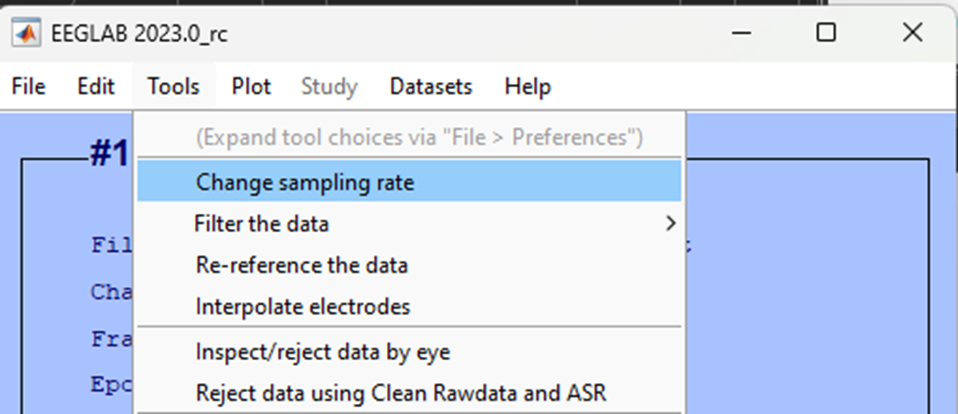 EEGLAB 2023.0_rc
File Edit Tools Plot Study Datasets Help
(Expand tool choices via "File > Preferences")
#1
Change sampling rate
Filter the data
Fil
Re-reference the data
Cha
Interpolate electrodes
Fra
Inspect/reject data by eye
Epo
Reject data using Clean Rawdata and ASR